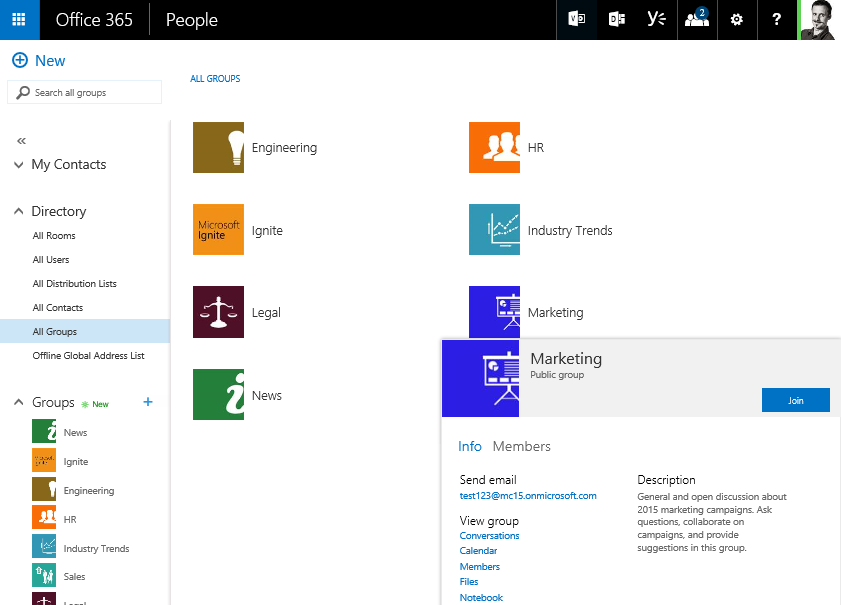 Office 365
People
2
?
New
Search all groups
ALL GROUPS
«
My Contacts
Directory
All Rooms
All Users
All Distribution Lists
All Contacts
All Groups
Offline Global Address List
Groups New +
News
Ignite
Engineering
HR
Industry Trends
Sales
Legal
Engineering
HR
Microsoft
Ignite
Ignite
Industry Trends
Legal
Marketing
News
Marketing
Public group
Join
Info Members
Send email
test123@mc15.onmicrosoft.com
View group
Conversations
Calendar
Members
Files
Notebook
Description
General and open discussion about
2015 marketing campaigns. Ask
questions, collaborate on
campaigns, and provide
suggestions in this group.